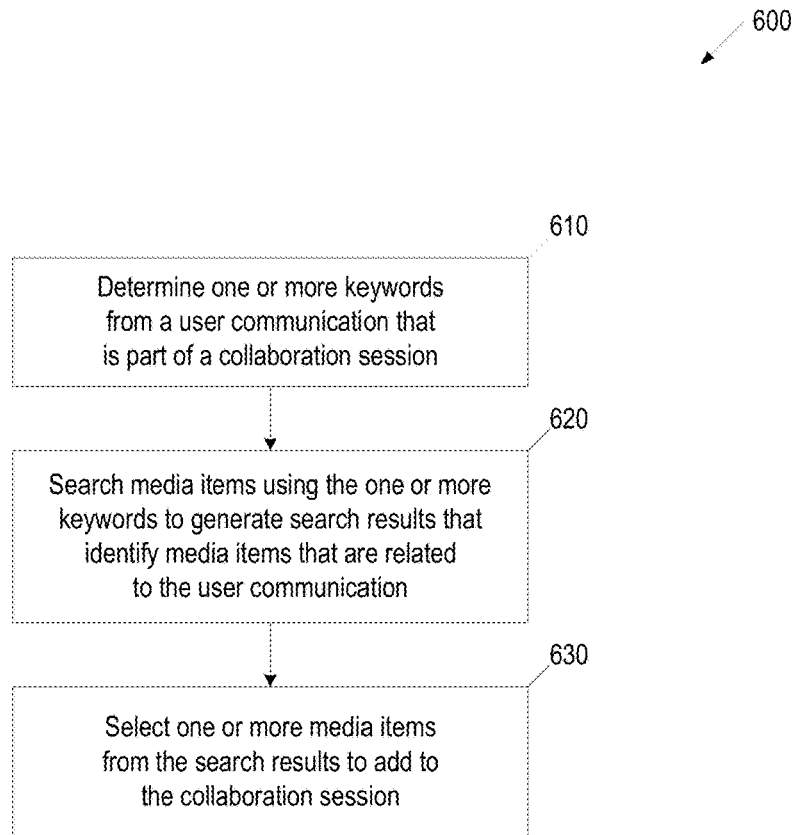 600
610
Determine one or more keywords
from a user communication that
is part of a collaboration session
620
Search media items using the one or more
keywords to generate search results that
identify media items that are related
to the user communication
630
Select one or more media items
from the search results to add to
the collaboration session